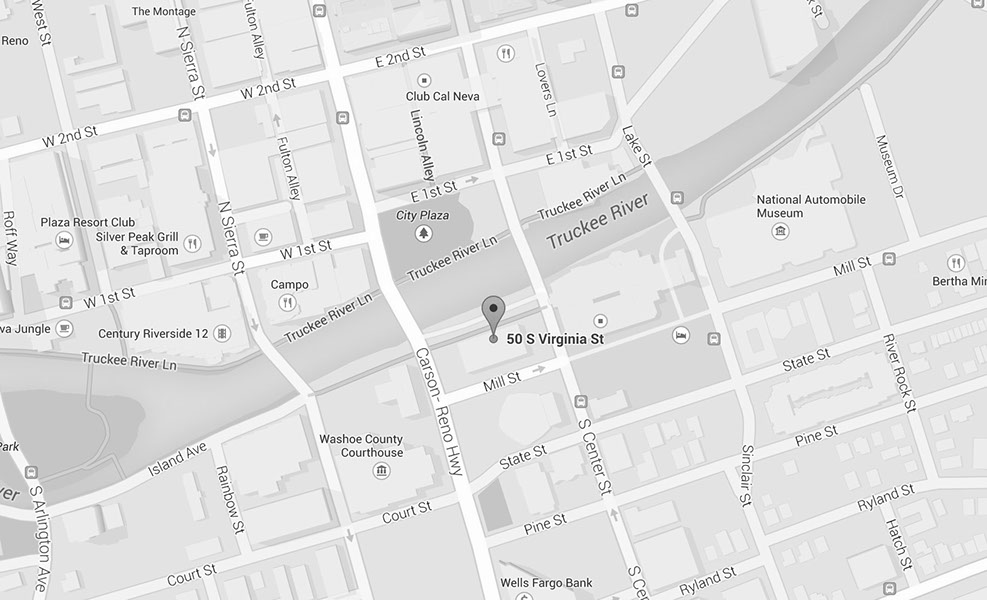 West St
The Montage
Reno
N Sierra St
Fulton Alley
E 2nd St
W 2nd St
W 2nd St
Club Cal Neva
Lovers Ln
Lincoln Alley
Fulton Alley
Lake St
E 1st St
E 1st St
Museum Dr
Truckee River Ln
Truckee River
National Automobile
Museum
City Plaza
Roff Way
Plaza Resort Club
Silver Peak Grill
& Taproom
N Sierra St
W 1st St
Truckee River Ln
Mill St
Bertha Mir
Campo
W 1st St
Truckee River Ln
va Jungle
Century Riverside 12
50 S Virginia St
Truckee River Ln
State St
River Rock St
Carson- Reno Hwy
Mill St
Park
Washoe County
Courthouse
Island Ave
State St
S Center St
Pine St
Sinclair St
ver
S Arlington Ave
Rainbow St
Court St
Pine St
Ryland St
Hatch St
Court St
Wells Fargo Bank
S Cen
Ryland St